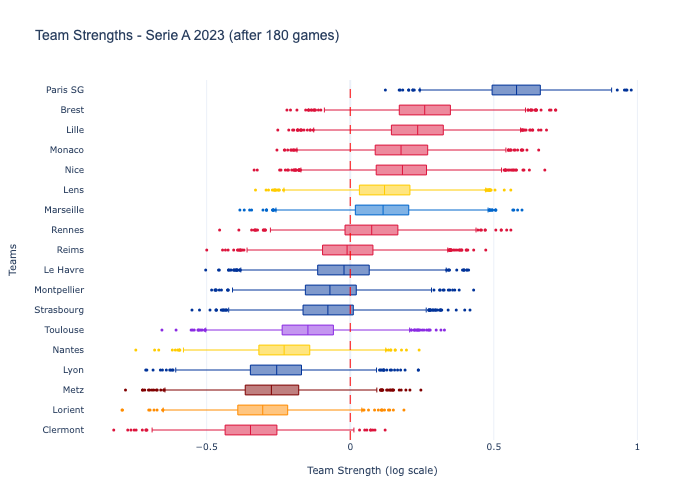 Team Strengths - Serie A 2023 (after 180 games)
Paris SG
Brest
Lille
Monaco
Nice
Lens
Marseille
Rennes
Reims
Le Havre
Montpellier
Strasbourg
Toulouse
Nantes
Lyon
Metz
Lorient
Clermont
Teams
−0.5 0 0.5 1
Team Strength (log scale)